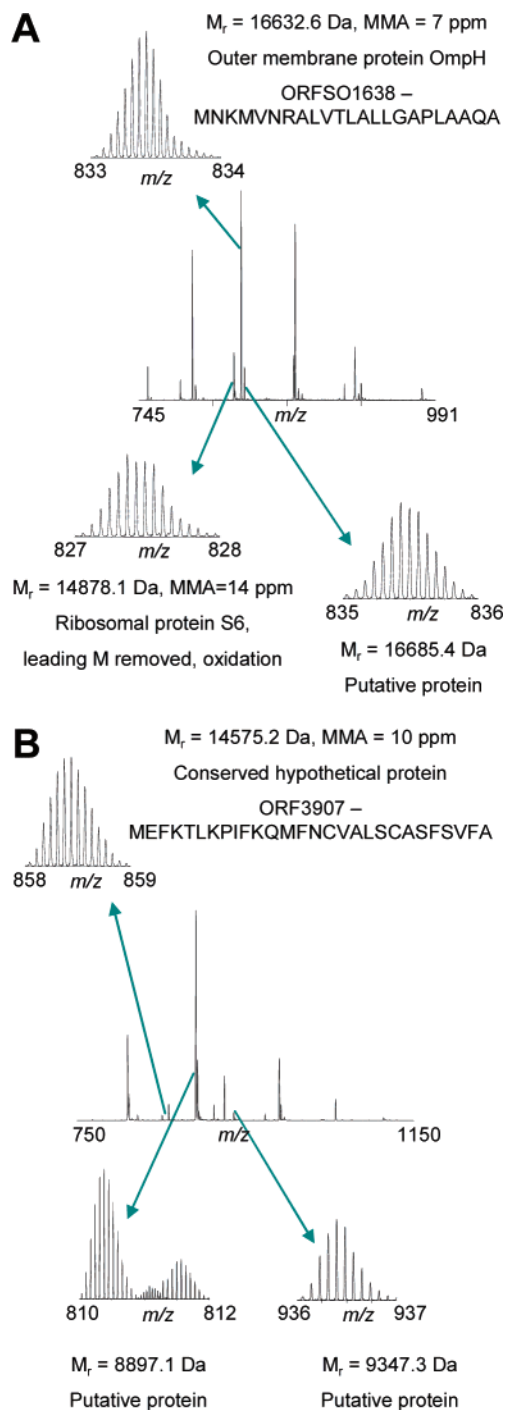 A
Mr = 16632.6 Da, MMA = 7 ppm
Outer membrane protein OmpH
ORFSO1638 –
MNKMVNRALVTLALLGAPLAAQA
833 834
m/z
745 m/z 991
827 828
m/z
Mr = 14878.1 Da, MMA=14 ppm
Ribosomal protein S6,
leading M removed, oxidation
835 m/z 836
Mr = 16685.4 Da
Putative protein
B
Mr = 14575.2 Da, MMA = 10 ppm
Conserved hypothetical protein
ORF3907 –
MEFKTLKPIFKQMFNCVALSCASFSVFA
858 859
m/z
750 m/z 1150
810 812
m/z
Mr = 8897.1 Da
Putative protein
936 937
m/z
Mr = 9347.3 Da
Putative protein